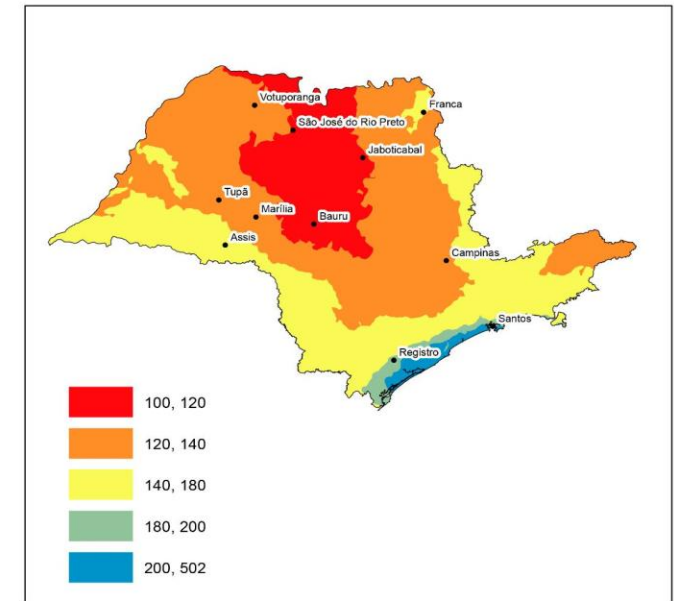 Votuporanga
Franca
São José do Rio Preto
Jaboticabal
Tupã
Marília
Bauru
Assis
Campinas
Santos
Registro
100, 120
120, 140
140, 180
180, 200
200, 502